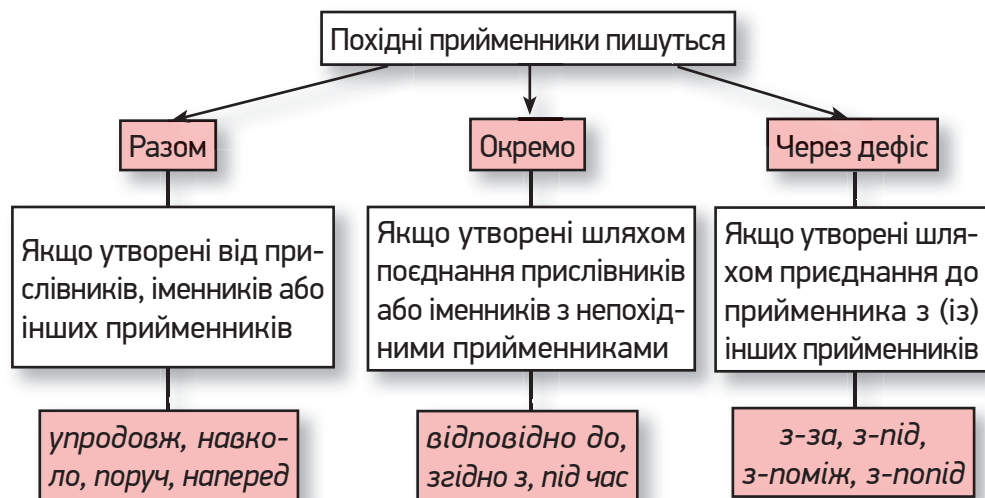 Похідні прийменники пишуться
Разом
Окремо
Через дефіс
Якщо утворені від при-
слівників, іменників або
інших прийменників
Якщо утворені шляхом
поєднання прислівників
або іменників з непохід-
ними прийменниками
Якщо утворені шля-
хом приєднання до
прийменника з (із)
інших прийменників
упродовж, навко-
ло, поруч, наперед
відповідно до,
згідно з, під час
з-за, з-під,
з-поміж, з-попід